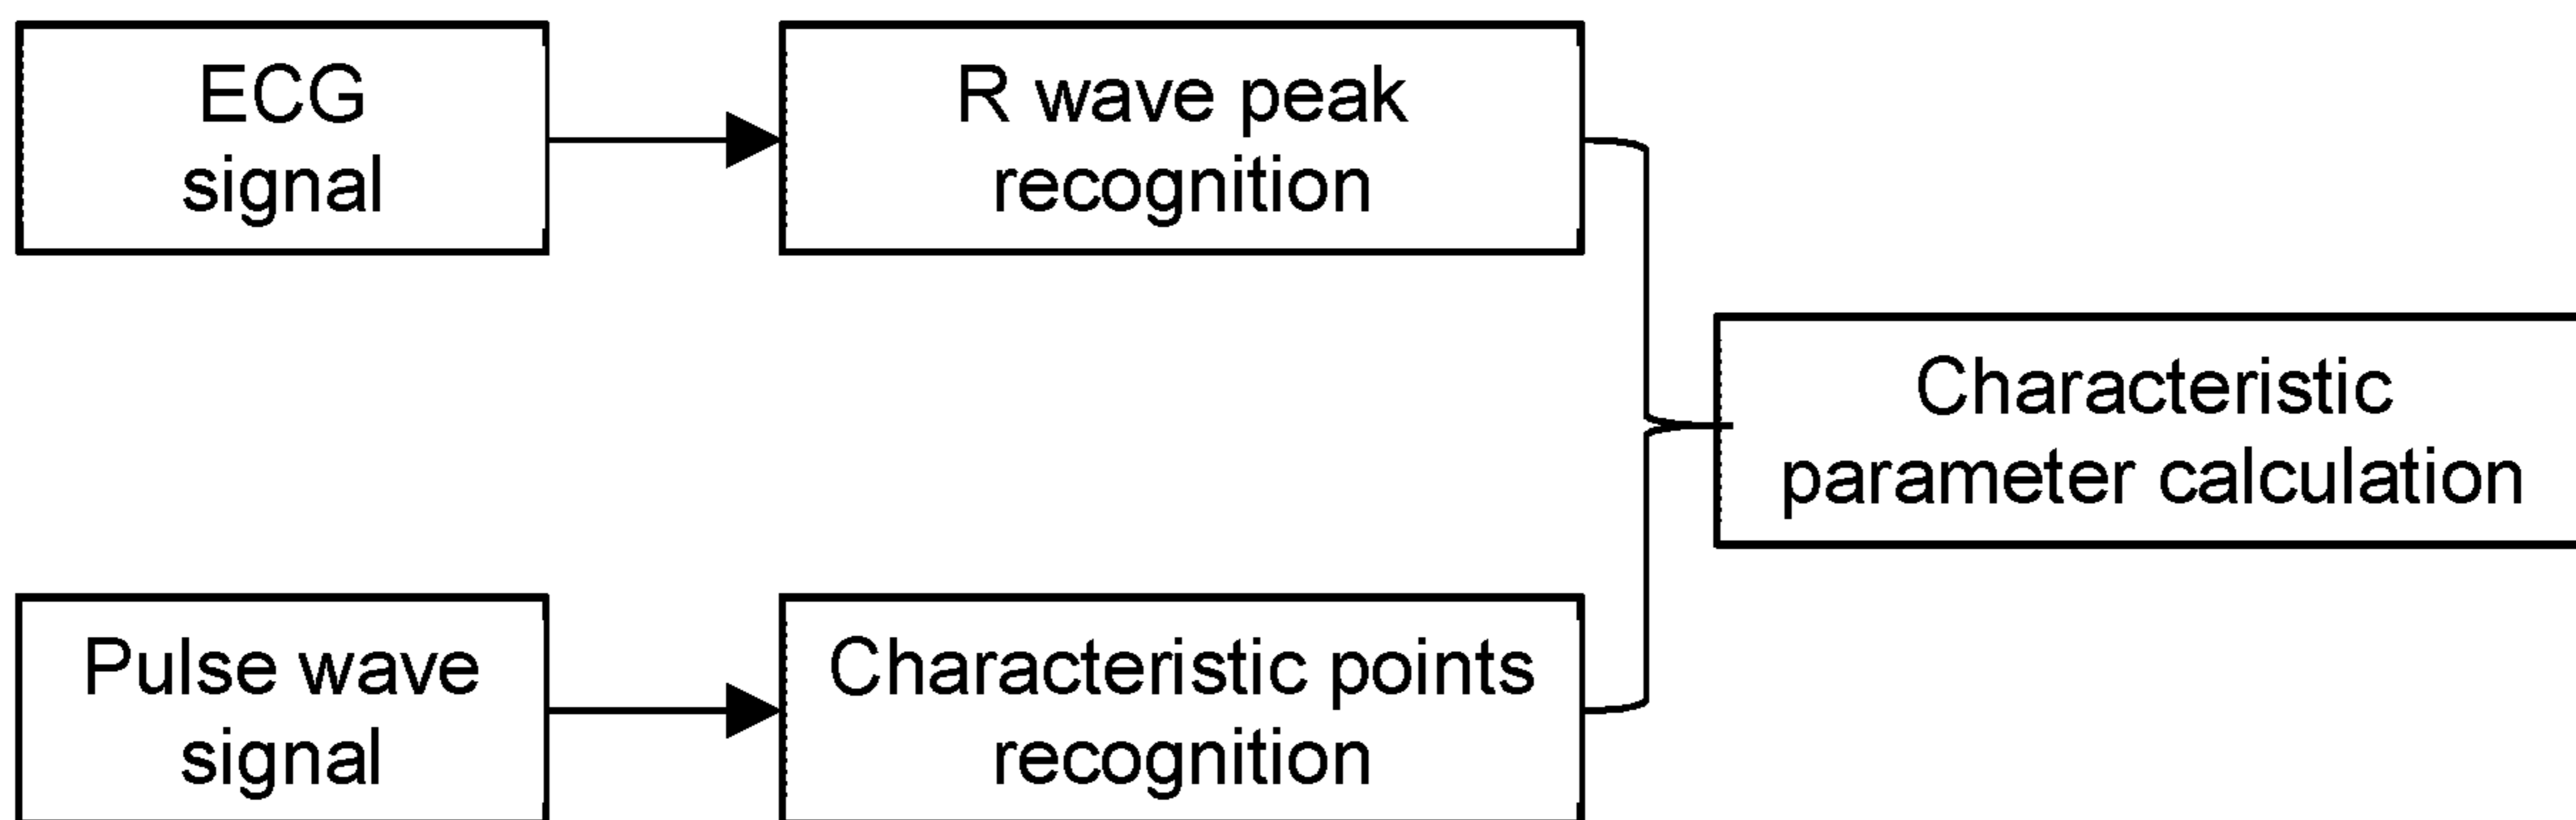 ECG
signal
R wave peak
recognition
Characteristic
parameter calculation
Pulse wave
signal
Characteristic points
recognition